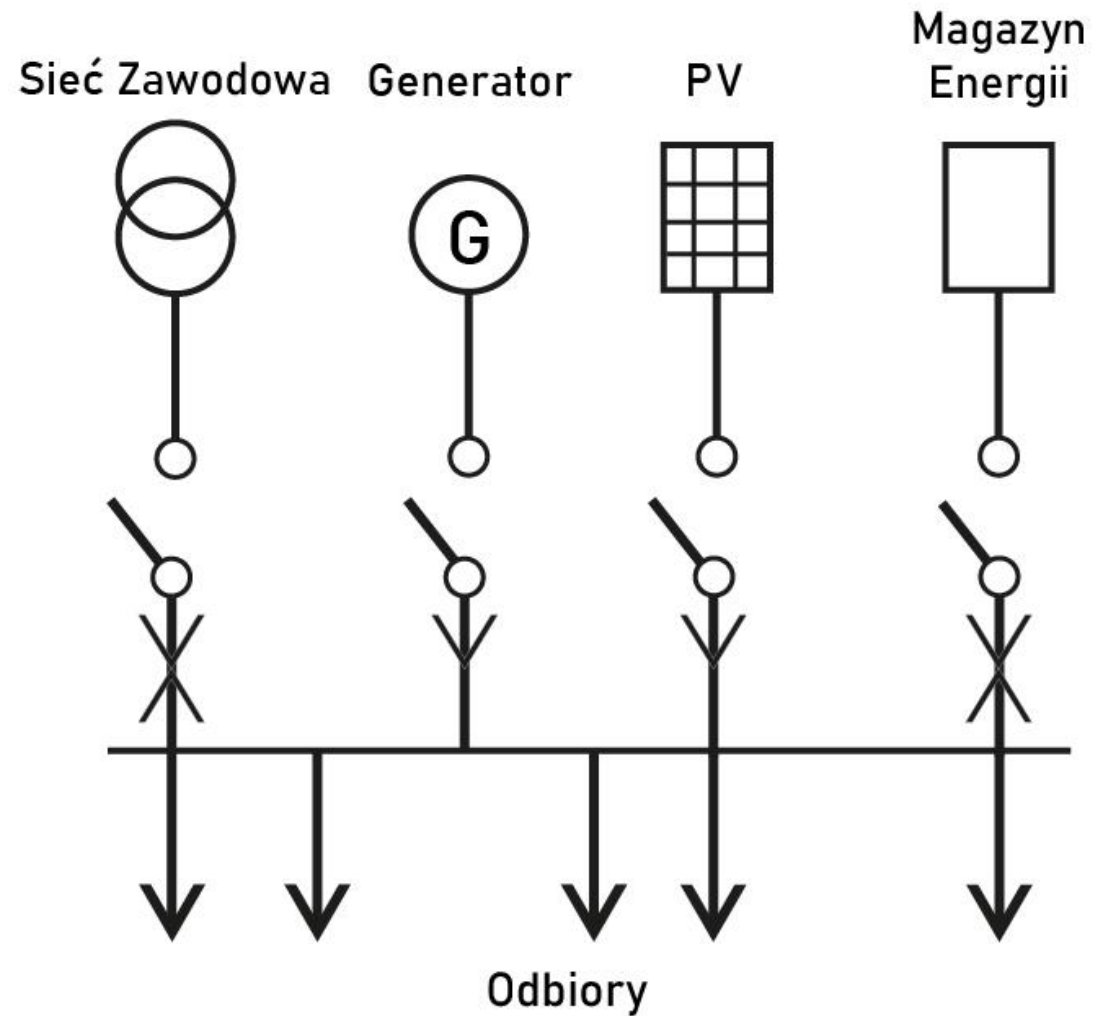 Sieć Zawodowa
Generator
PV
Magazyn
Energii
G
Odbiory